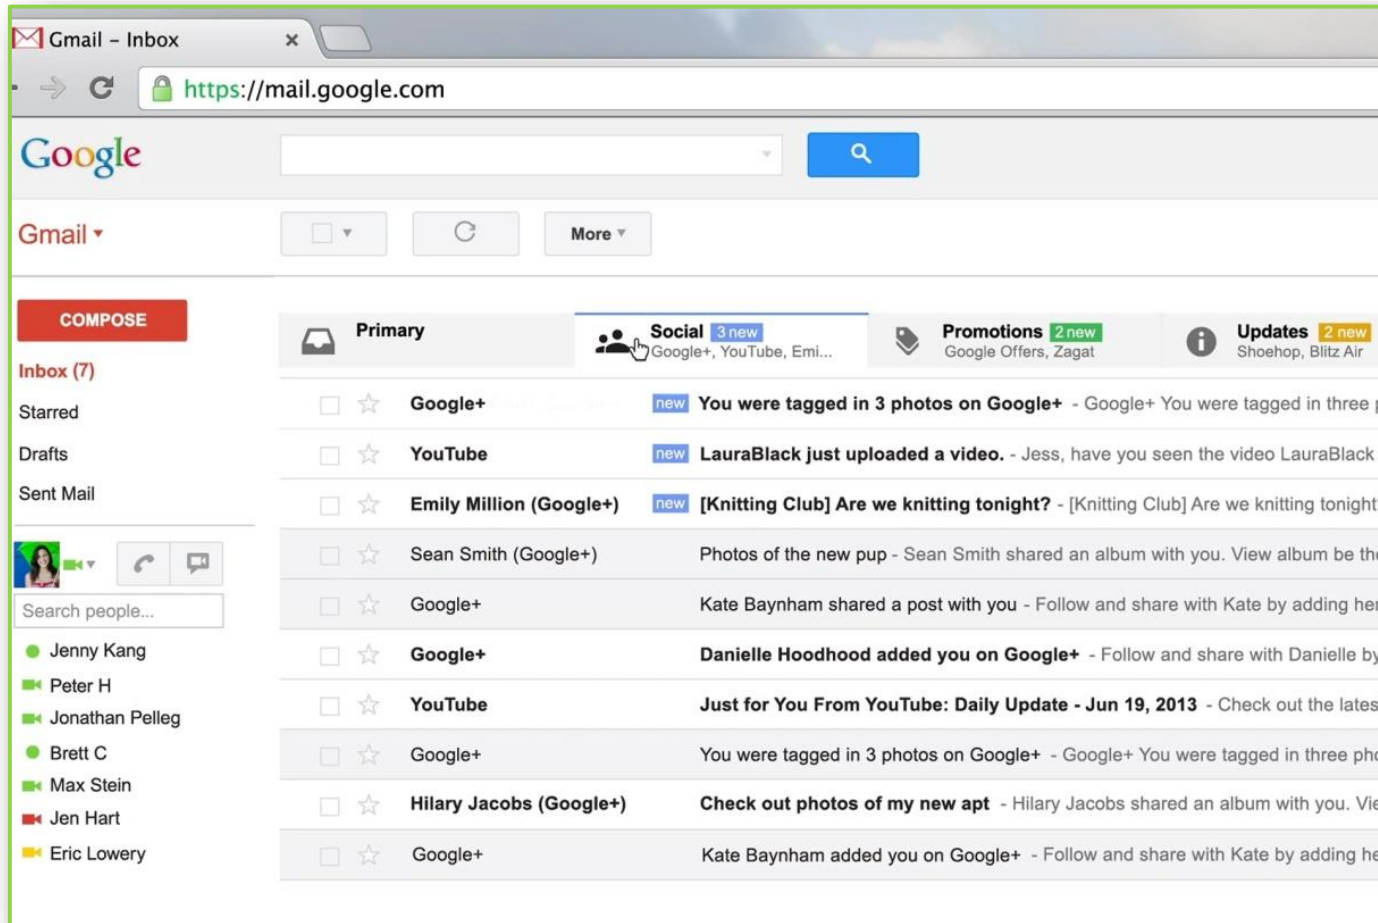 Gmail – Inbox
https://mail.google.com
Google
Gmail
More
COMPOSE
Inbox (7)
Starred
Drafts
Sent Mail
Search people...
Jenny Kang
Peter H
Jonathan Pelleg
Brett C
Max Stein
Jen Hart
Eric Lowery
Primary
Social 3 new
Google+, YouTube, Emi...
Promotions 2 new
Google Offers, Zagat
Updates 2 new
Shoehop, Blitz Air
Google+ new You were tagged in 3 photos on Google+ - Google+ You were tagged in three
YouTube new LauraBlack just uploaded a video. - Jess, have you seen the video LauraBlack
Emily Million (Google+) new [Knitting Club] Are we knitting tonight? - [Knitting Club] Are we knitting tonight
Sean Smith (Google+) Photos of the new pup - Sean Smith shared an album with you. View album be
Google+ Kate Baynham shared a post with you - Follow and share with Kate by adding
Google+ Danielle Hoodhood added you on Google+ - Follow and share with Danielle by
YouTube Just for You From YouTube: Daily Update - Jun 19, 2013 - Check out the
Google+ You were tagged in 3 photos on Google+ - Google+ You were tagged in three
Hilary Jacobs (Google+) Check out photos of my new apt - Hilary Jacobs shared an album with you.
Google+ Kate Baynham added you on Google+ - Follow and share with Kate by adding